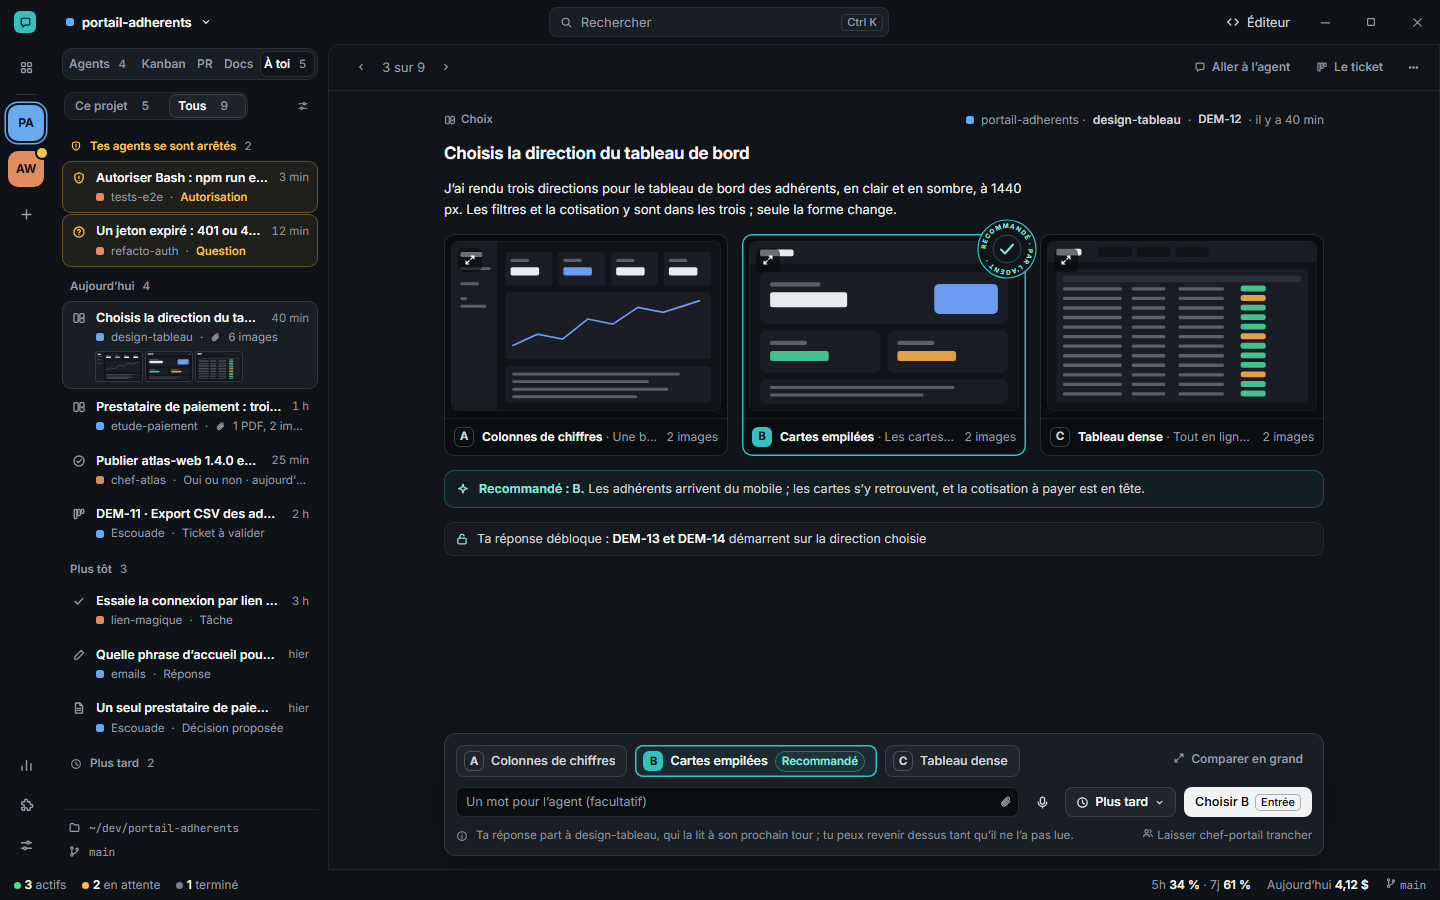 portail-adherents
Rechercher
Ctrl K
Éditeur
Agents 4
Kanban
PR
Docs
À toi 5
3 sur 9
Aller à l'agent
Le ticket
PA
AW
Ce projet 5
Tous 9
Tes agents se sont arrêtés 2
Autoriser Bash : npm run e... 3 min
tests-e2e · Autorisation
Un jeton expiré : 401 ou 4... 12 min
refacto-auth · Question
Aujourd'hui 4
Choisis la direction du ta... 40 min
design-tableau · 6 images
Prestataire de paiement : troi... 1 h
etude-paiement · 1 PDF, 2 im...
Publier atlas-web 1.4.0 e... 25 min
chef-atlas · Oui ou non · aujourd'...
DEM-11 · Export CSV des ad... 2 h
Escouade · Ticket à valider
Plus tôt 3
Essaie la connexion par lien ... 3 h
lien-magique · Tâche
Quelle phrase d'accueil pou... hier
emails · Réponse
Un seul prestataire de paie... hier
Escouade · Décision proposée
Plus tard 2
~/dev/portail-adherents
main
Choix
portail-adherents · design-tableau · DEM-12 · il y a 40 min
Choisis la direction du tableau de bord
J'ai rendu trois directions pour le tableau de bord des adhérents, en clair et en sombre, à 1440
px. Les filtres et la cotisation y sont dans les trois ; seule la forme change.
RECOMMANDÉ · PAR L'AGENT ·
A Colonnes de chiffres · Une b... 2 images
B Cartes empilées · Les cartes... 2 images
C Tableau dense · Tout en lign... 2 images
Recommandé : B. Les adhérents arrivent du mobile ; les cartes s'y retrouvent, et la cotisation à payer est en tête.
Ta réponse débloque : DEM-13 et DEM-14 démarrent sur la direction choisie
A Colonnes de chiffres
B Cartes empilées Recommandé
C Tableau dense
Comparer en grand
Un mot pour l'agent (facultatif)
Plus tard
Choisir B Entrée
Ta réponse part à design-tableau, qui la lit à son prochain tour ; tu peux revenir dessus tant qu'il ne l'a pas lue.
Laisser chef-portail trancher
3 actifs
2 en attente
1 terminé
5h 34 % · 7j 61 %
Aujourd'hui 4,12 $
main